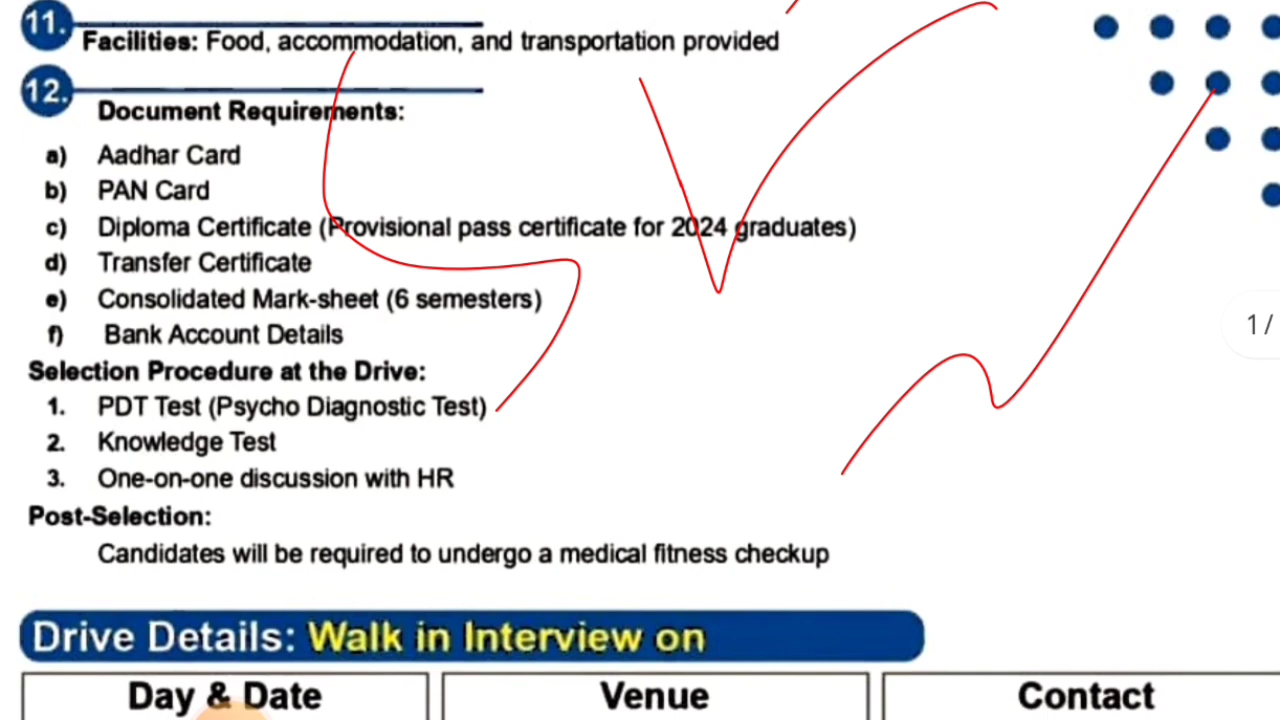 11.
Facilities: Food, accommodation, and transportation provided
12.
Document Requirements:
a) Aadhar Card
b) PAN Card
c) Diploma Certificate (Provisional pass certificate for 2024 graduates)
d) Transfer Certificate
e) Consolidated Mark-sheet (6 semesters)
f) Bank Account Details
Selection Procedure at the Drive:
1. PDT Test (Psycho Diagnostic Test)
2. Knowledge Test
3. One-on-one discussion with HR
Post-Selection:
Candidates will be required to undergo a medical fitness checkup
Drive Details: Walk in Interview on
Day & Date Venue Contact
1/